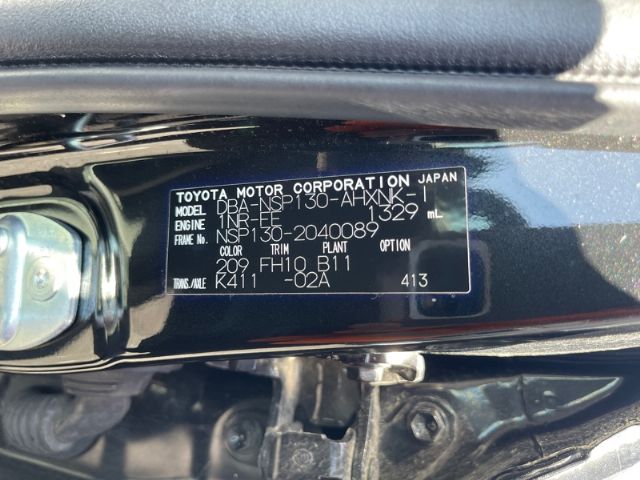 TOYOTA MOTOR CORPORATION JAPAN
MODEL DBA-NSP130-AHXNK-I
ENGINE 1NR-FE 1329 mL
FRAME No. NSP130-2040089
COLOR TRIM PLANT OPTION
209 FH10 B11
TRANS./AXLE K411 -02A 413